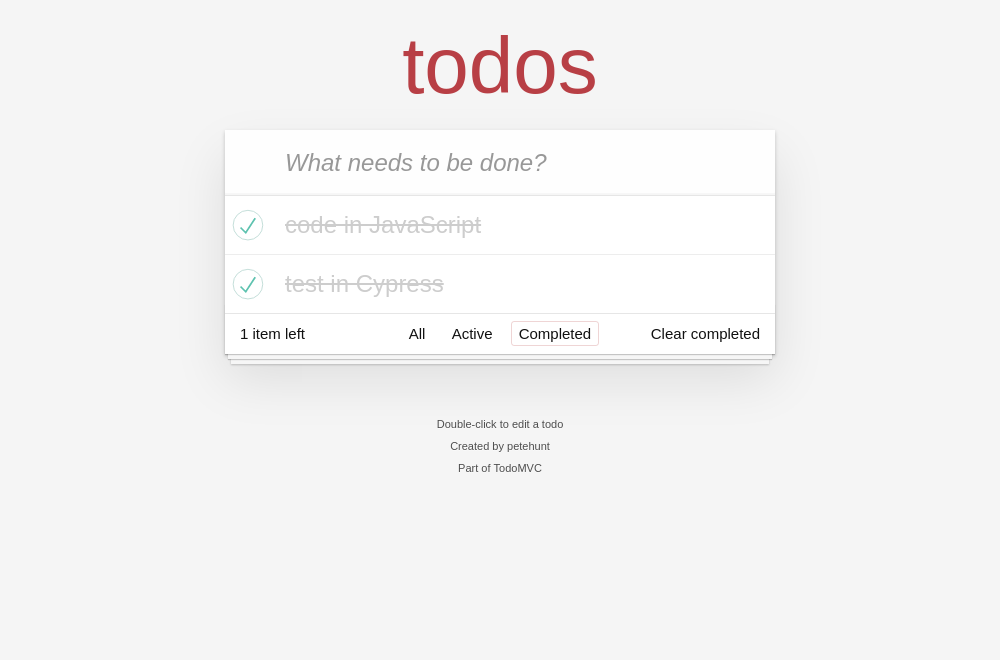 todos
What needs to be done?
code in JavaScript
test in Cypress
1 item left All Active Completed Clear completed
Double-click to edit a todo
Created by petehunt
Part of TodoMVC